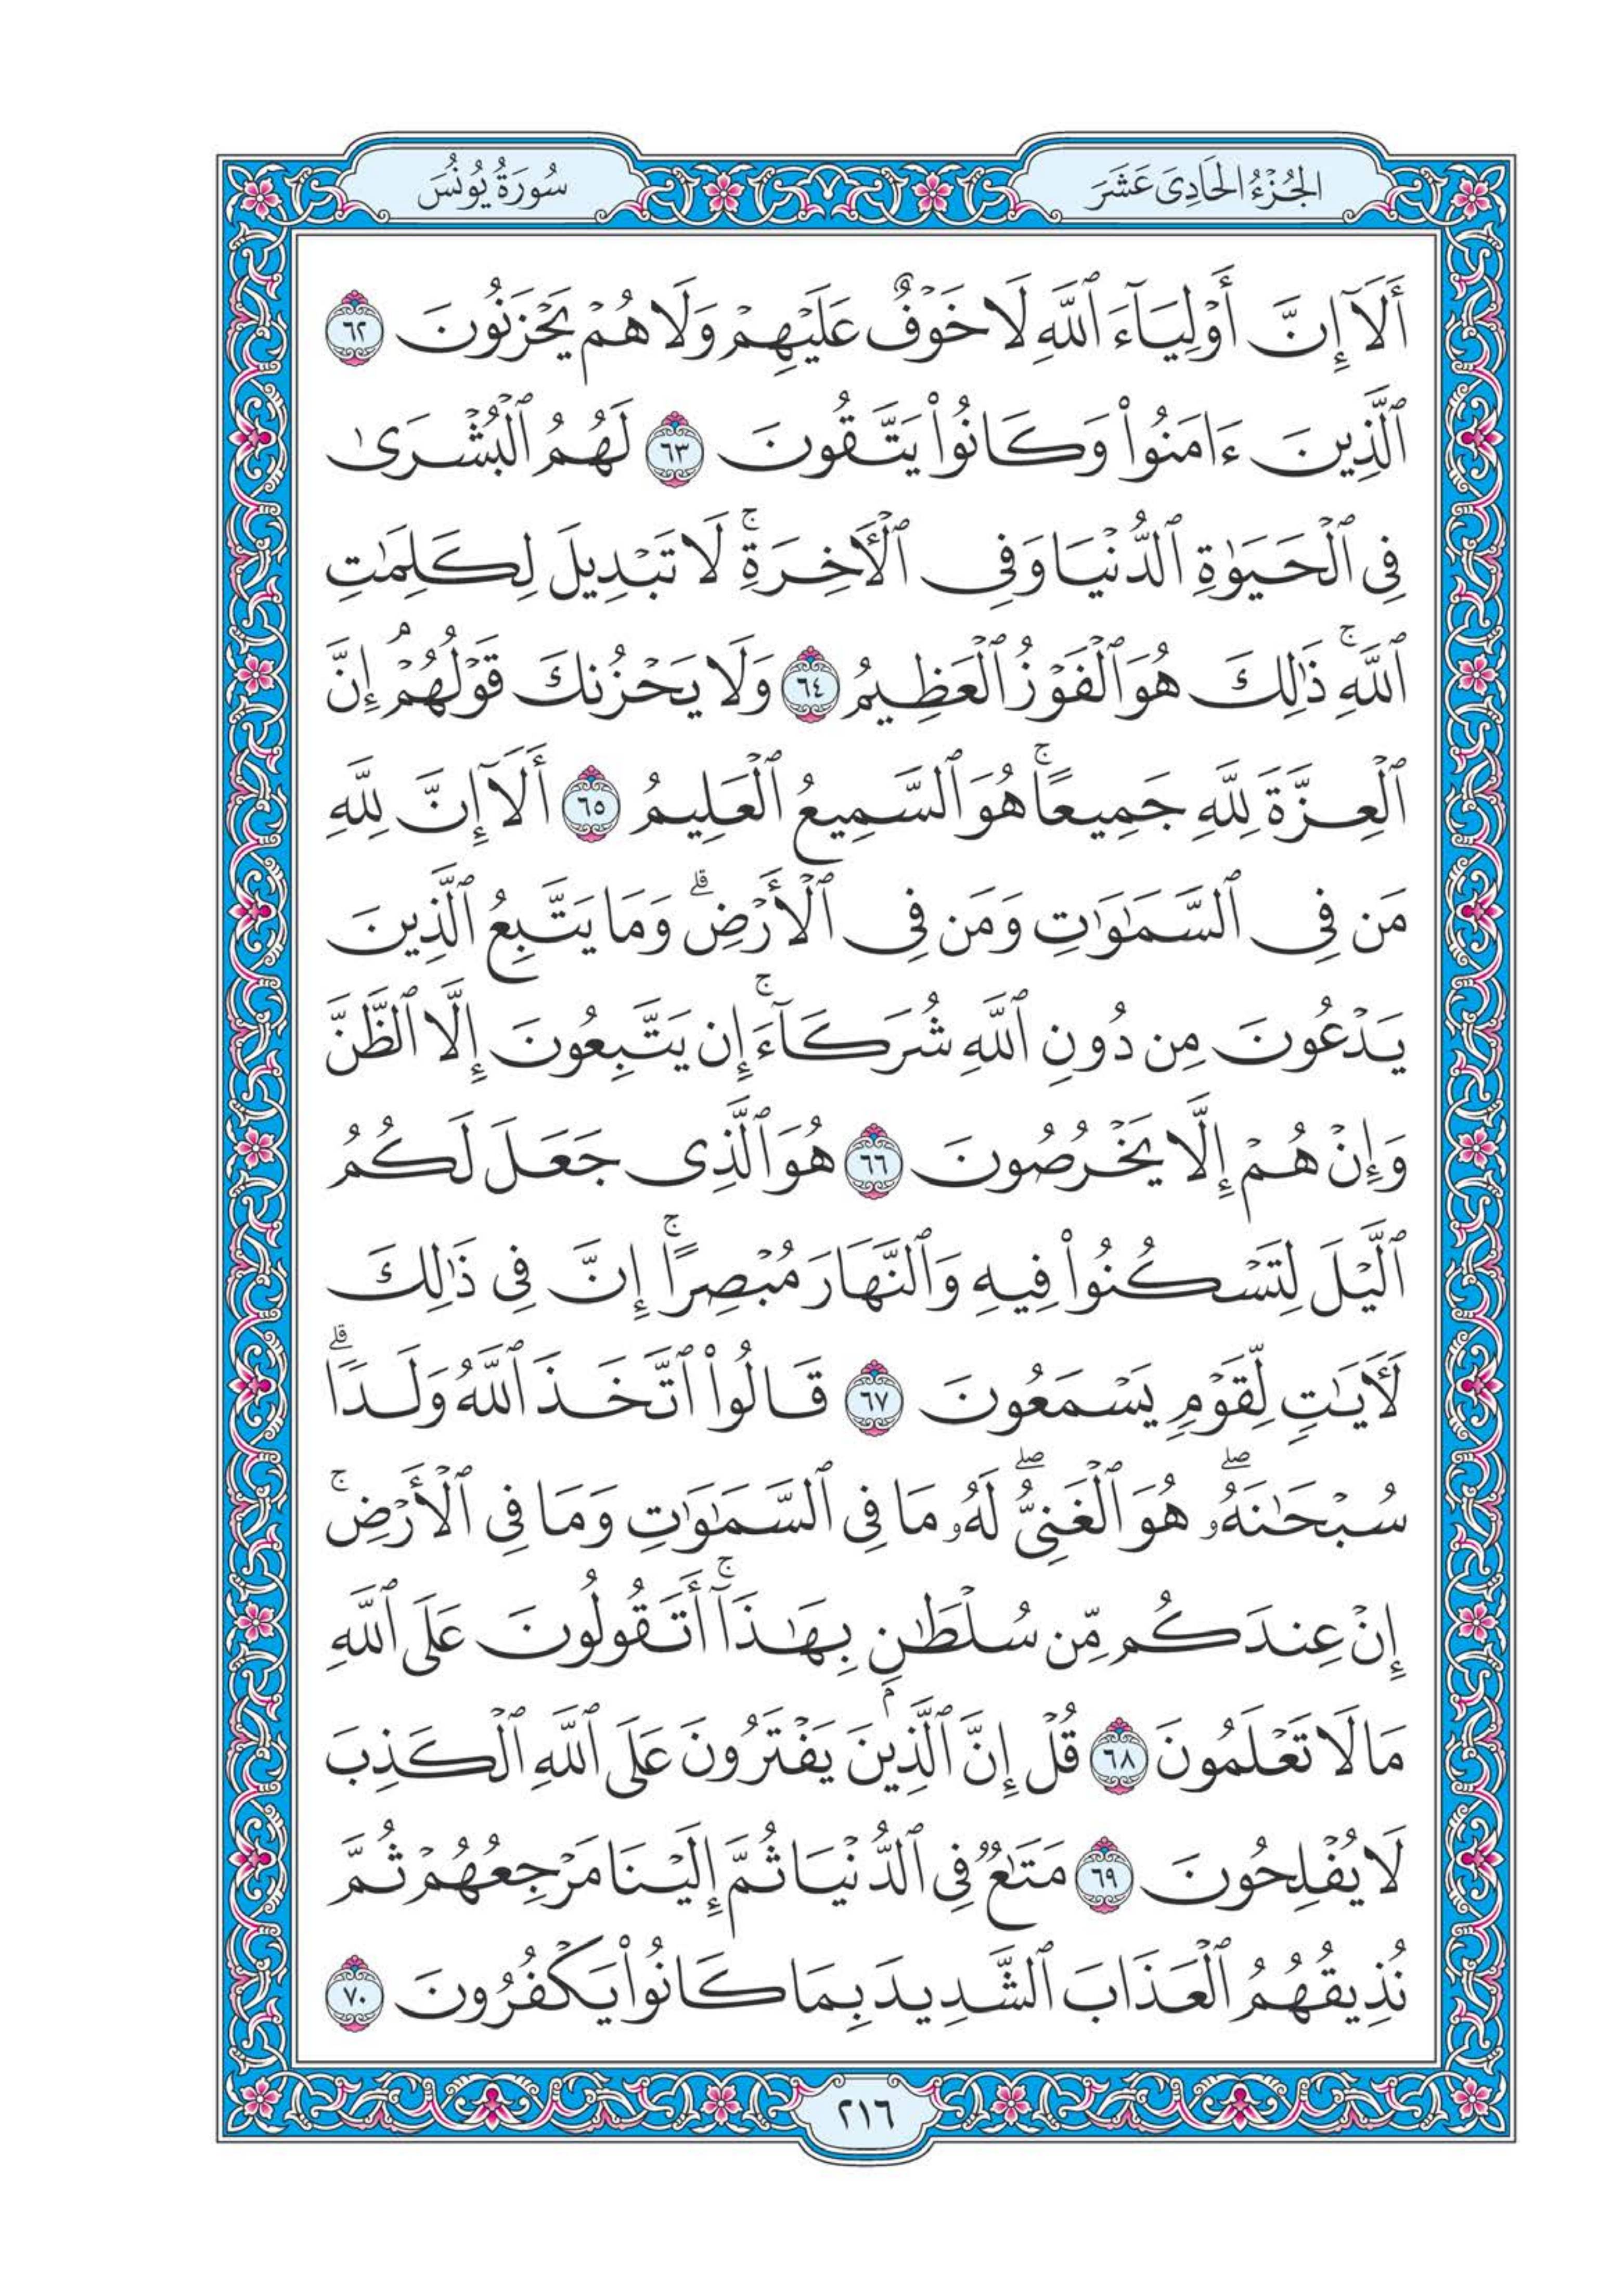 الجُزْءُ الحَادِىَ عَشَرَ
سُورَةُ يُونُسَ
أَلَآ إِنَّ أَوْلِيَآءَ ٱللَّهِ لَا خَوْفٌ عَلَيْهِمْ وَلَا هُمْ يَحْزَنُونَ ٦٢
ٱلَّذِينَ ءَامَنُوا۟ وَكَانُوا۟ يَتَّقُونَ ٦٣ لَهُمُ ٱلْبُشْرَىٰ
فِى ٱلْحَيَوٰةِ ٱلدُّنْيَا وَفِى ٱلْأَخِرَةِ ۚ لَا تَبْدِيلَ لِكَلِمَٰتِ
ٱللَّهِ ۚ ذَٰلِكَ هُوَ ٱلْفَوْزُ ٱلْعَظِيمُ ٦٤ وَلَا يَحْزُنكَ قَوْلُهُمْ ۘ إِنَّ
ٱلْعِزَّةَ لِلَّهِ جَمِيعًا ۚ هُوَ ٱلسَّمِيعُ ٱلْعَلِيمُ ٦٥ أَلَآ إِنَّ لِلَّهِ
مَن فِى ٱلسَّمَٰوَٰتِ وَمَن فِى ٱلْأَرْضِ ۗ وَمَا يَتَّبِعُ ٱلَّذِينَ
يَدْعُونَ مِن دُونِ ٱللَّهِ شُرَكَآءَ ۚ إِن يَتَّبِعُونَ إِلَّا ٱلظَّنَّ
وَإِنْ هُمْ إِلَّا يَخْرُصُونَ ٦٦ هُوَ ٱلَّذِى جَعَلَ لَكُمُ
ٱلَّيْلَ لِتَسْكُنُوا۟ فِيهِ وَٱلنَّهَارَ مُبْصِرًا ۚ إِنَّ فِى ذَٰلِكَ
لَأَيَٰتٍ لِّقَوْمٍ يَسْمَعُونَ ٦٧ قَالُوا۟ ٱتَّخَذَ ٱللَّهُ وَلَدًا ۗ
سُبْحَٰنَهُۥ ۖ هُوَ ٱلْغَنِىُّ ۖ لَهُۥ مَا فِى ٱلسَّمَٰوَٰتِ وَمَا فِى ٱلْأَرْضِ ۚ
إِنْ عِندَكُم مِّن سُلْطَٰنٍۭ بِهَٰذَآ ۚ أَتَقُولُونَ عَلَى ٱللَّهِ
مَا لَا تَعْلَمُونَ ٦٨ قُلْ إِنَّ ٱلَّذِينَ يَفْتَرُونَ عَلَى ٱللَّهِ ٱلْكَذِبَ
لَا يُفْلِحُونَ ٦٩ مَتَٰعٌ فِى ٱلدُّنْيَا ثُمَّ إِلَيْنَا مَرْجِعُهُمْ ثُمَّ
نُذِيقُهُمُ ٱلْعَذَابَ ٱلشَّدِيدَ بِمَا كَانُوا۟ يَكْفُرُونَ ٧٠
٢١٦